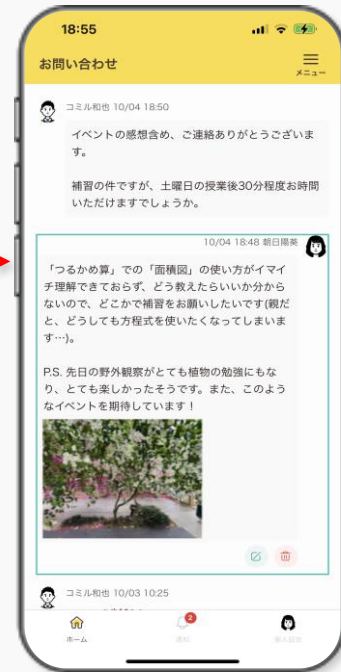 18:55
お問い合わせ
メニュー
コミル和也 10/04 18:50
イベントの感想含め、ご連絡ありがとうございま
す。
補習の件ですが、土曜日の授業後30分程度お時間
いただけますでしょうか。
10/04 18:48 朝日陽葵
「つるかめ算」での「面積図」の使い方がイマイ
チ理解できておらず、どう教えたらいいか分から
ないので、どこかで補習をお願いしたいです(親だ
と、どうしても方程式を使いたくなってしまいま
す…)。
P.S. 先日の野外観察がとても植物の勉強にもな
り、とても楽しかったそうです。また、このよう
なイベントを期待しています！
コミル和也 10/03 10:25
2
ホーム